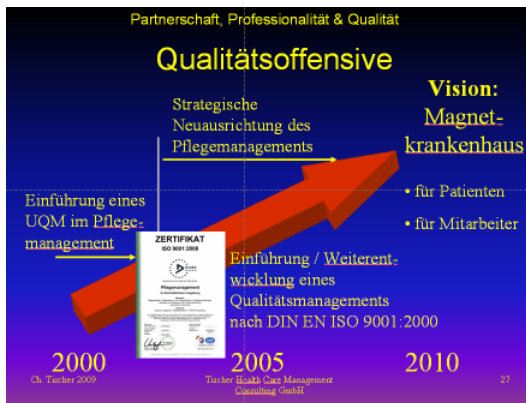 Partnerschaft, Professionalität & Qualität
Qualitätsoffensive
Vision:
Magnet-
krankenhaus
• für Patienten
• für Mitarbeiter
Strategische
Neuausrichtung des
Pflegemanagements
Einführung eines
UQM im Pflege-
management
ZERTIFIKAT
ISO 9001:2000
Pflegemanagement
Einführung / Weiterent-
wicklung eines
Qualitätsmanagements
nach DIN EN ISO 9001:2000
2000
2005
2010
Ch. Tischer 2009
Tischer Health Care Management
Consulting GmbH
27